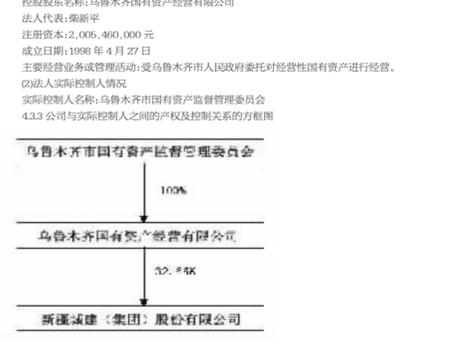 控股股东名称:乌鲁木齐国有资产经营有限公司
法人代表:柴新平
注册资本:2,005,460,000 元
成立日期:1998 年 4 月 27 日
主要经营业务或管理活动:受乌鲁木齐市人民政府委托对经营性国有资产进行经营。
(2)法人实际控制人情况
实际控制人名称:乌鲁木齐市国有资产监督管理委员会
4.3.3 公司与实际控制人之间的产权及控制关系的方框图
乌鲁木齐市国有资产监督管理委员会
100%
乌鲁木齐国有资产经营有限公司
新疆城建（集团）股份有限公司